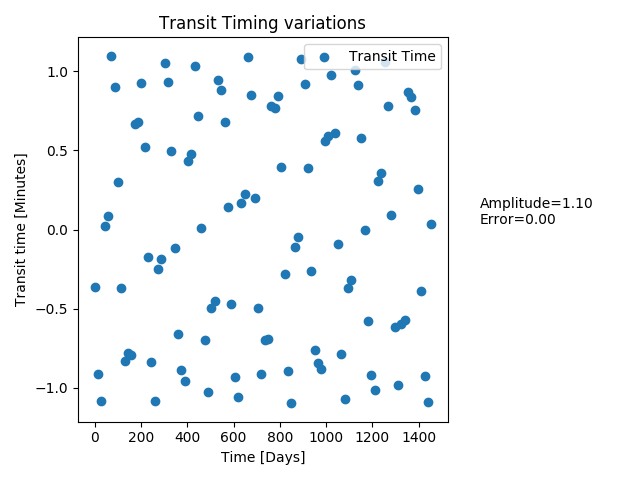 Transit Timing variations
Transit Time
1.0
0.5
0.0
−0.5
−1.0
Transit time [Minutes]
0 200 400 600 800 1000 1200 1400
Time [Days]
Amplitude=1.10
Error=0.00